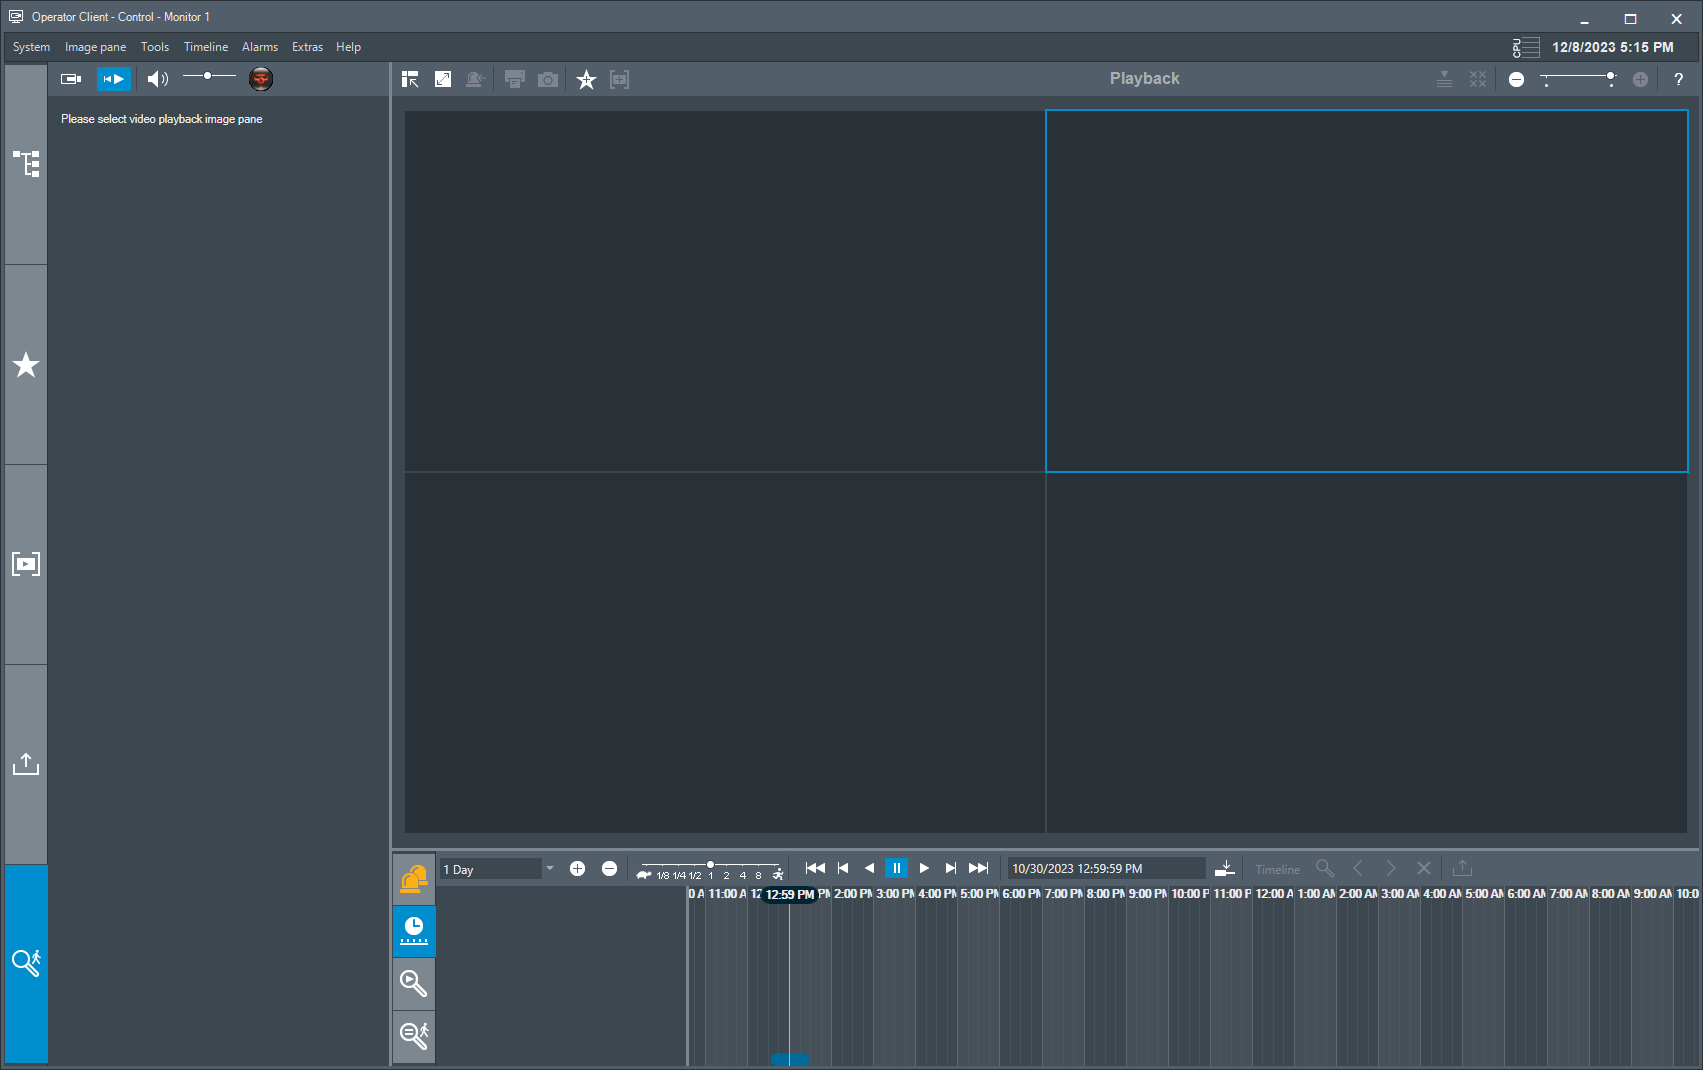 Operator Client - Control - Monitor 1
System Image pane Tools Timeline Alarms Extras Help
CPU
12/8/2023 5:15 PM
Playback
?
Please select video playback image pane
1 Day
1/8 1/4 1/2 1 2 4 8
10/30/2023 12:59:59 PM
Timeline
0 A 11:00 A 12 12:59 PM PM 2:00 PM 3:00 PM 4:00 PM 5:00 PM 6:00 PM 7:00 PM 8:00 PM 9:00 PM 10:00 P 11:00 P 12:00 A 1:00 AM 2:00 AM 3:00 AM 4:00 AM 5:00 AM 6:00 AM 7:00 AM 8:00 AM 9:00 AM 10:0